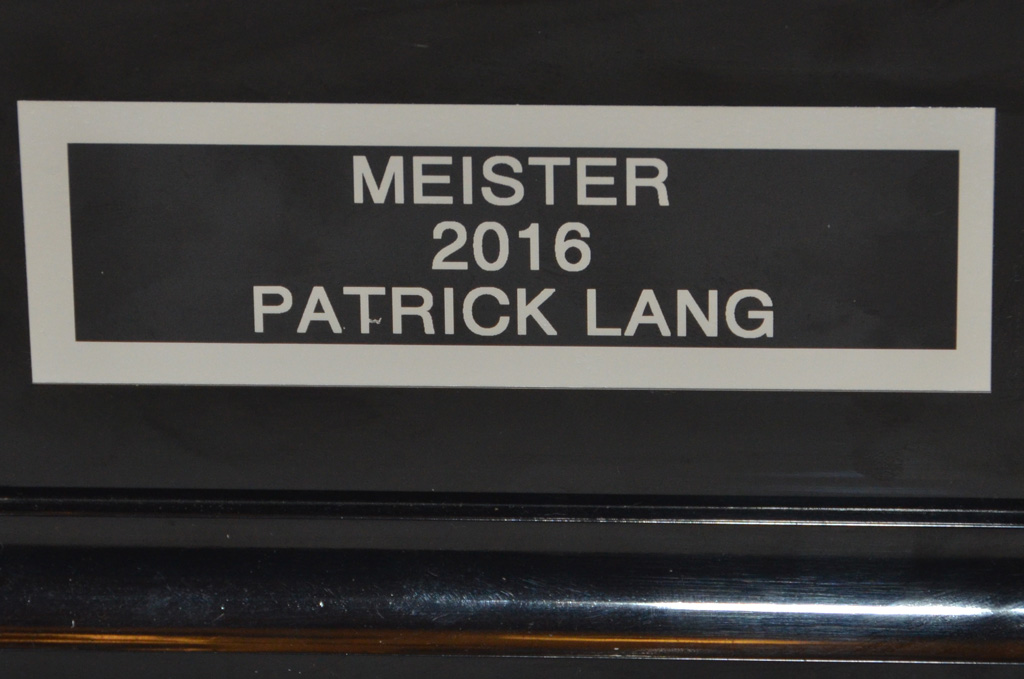 MEISTER
2016
PATRICK LANG